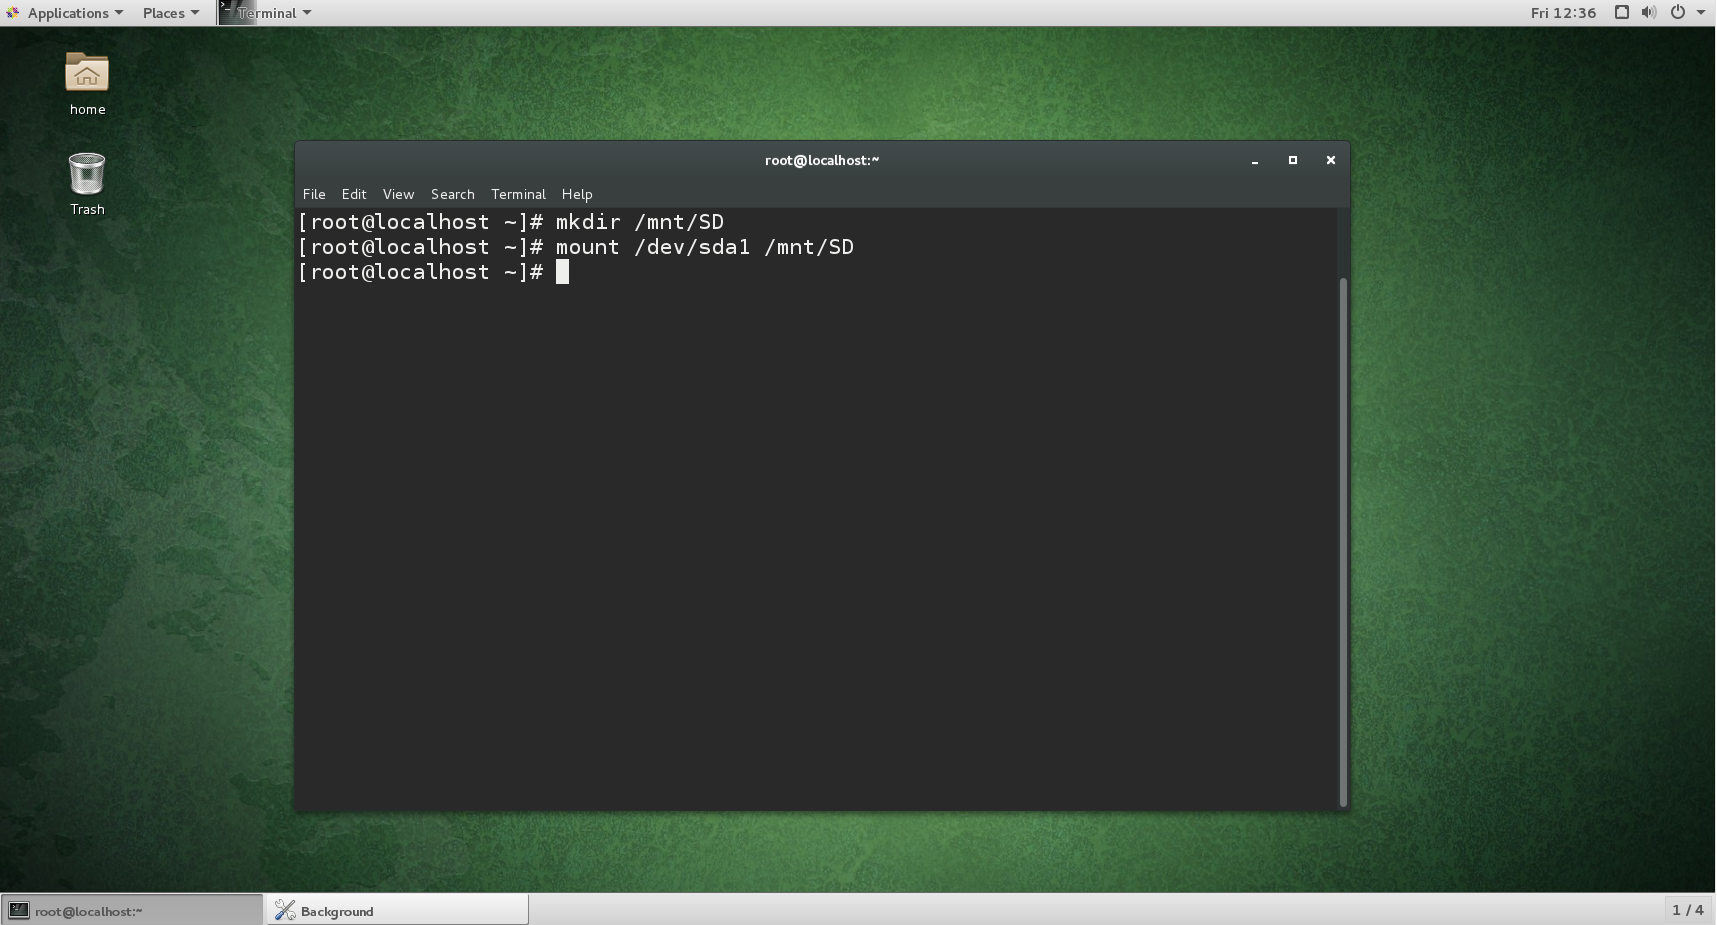 Applications Places Terminal Fri 12:36
home
Trash
root@localhost:~
File Edit View Search Terminal Help
[root@localhost ~]# mkdir /mnt/SD
[root@localhost ~]# mount /dev/sda1 /mnt/SD
[root@localhost ~]#
root@localhost:~ Background 1 / 4